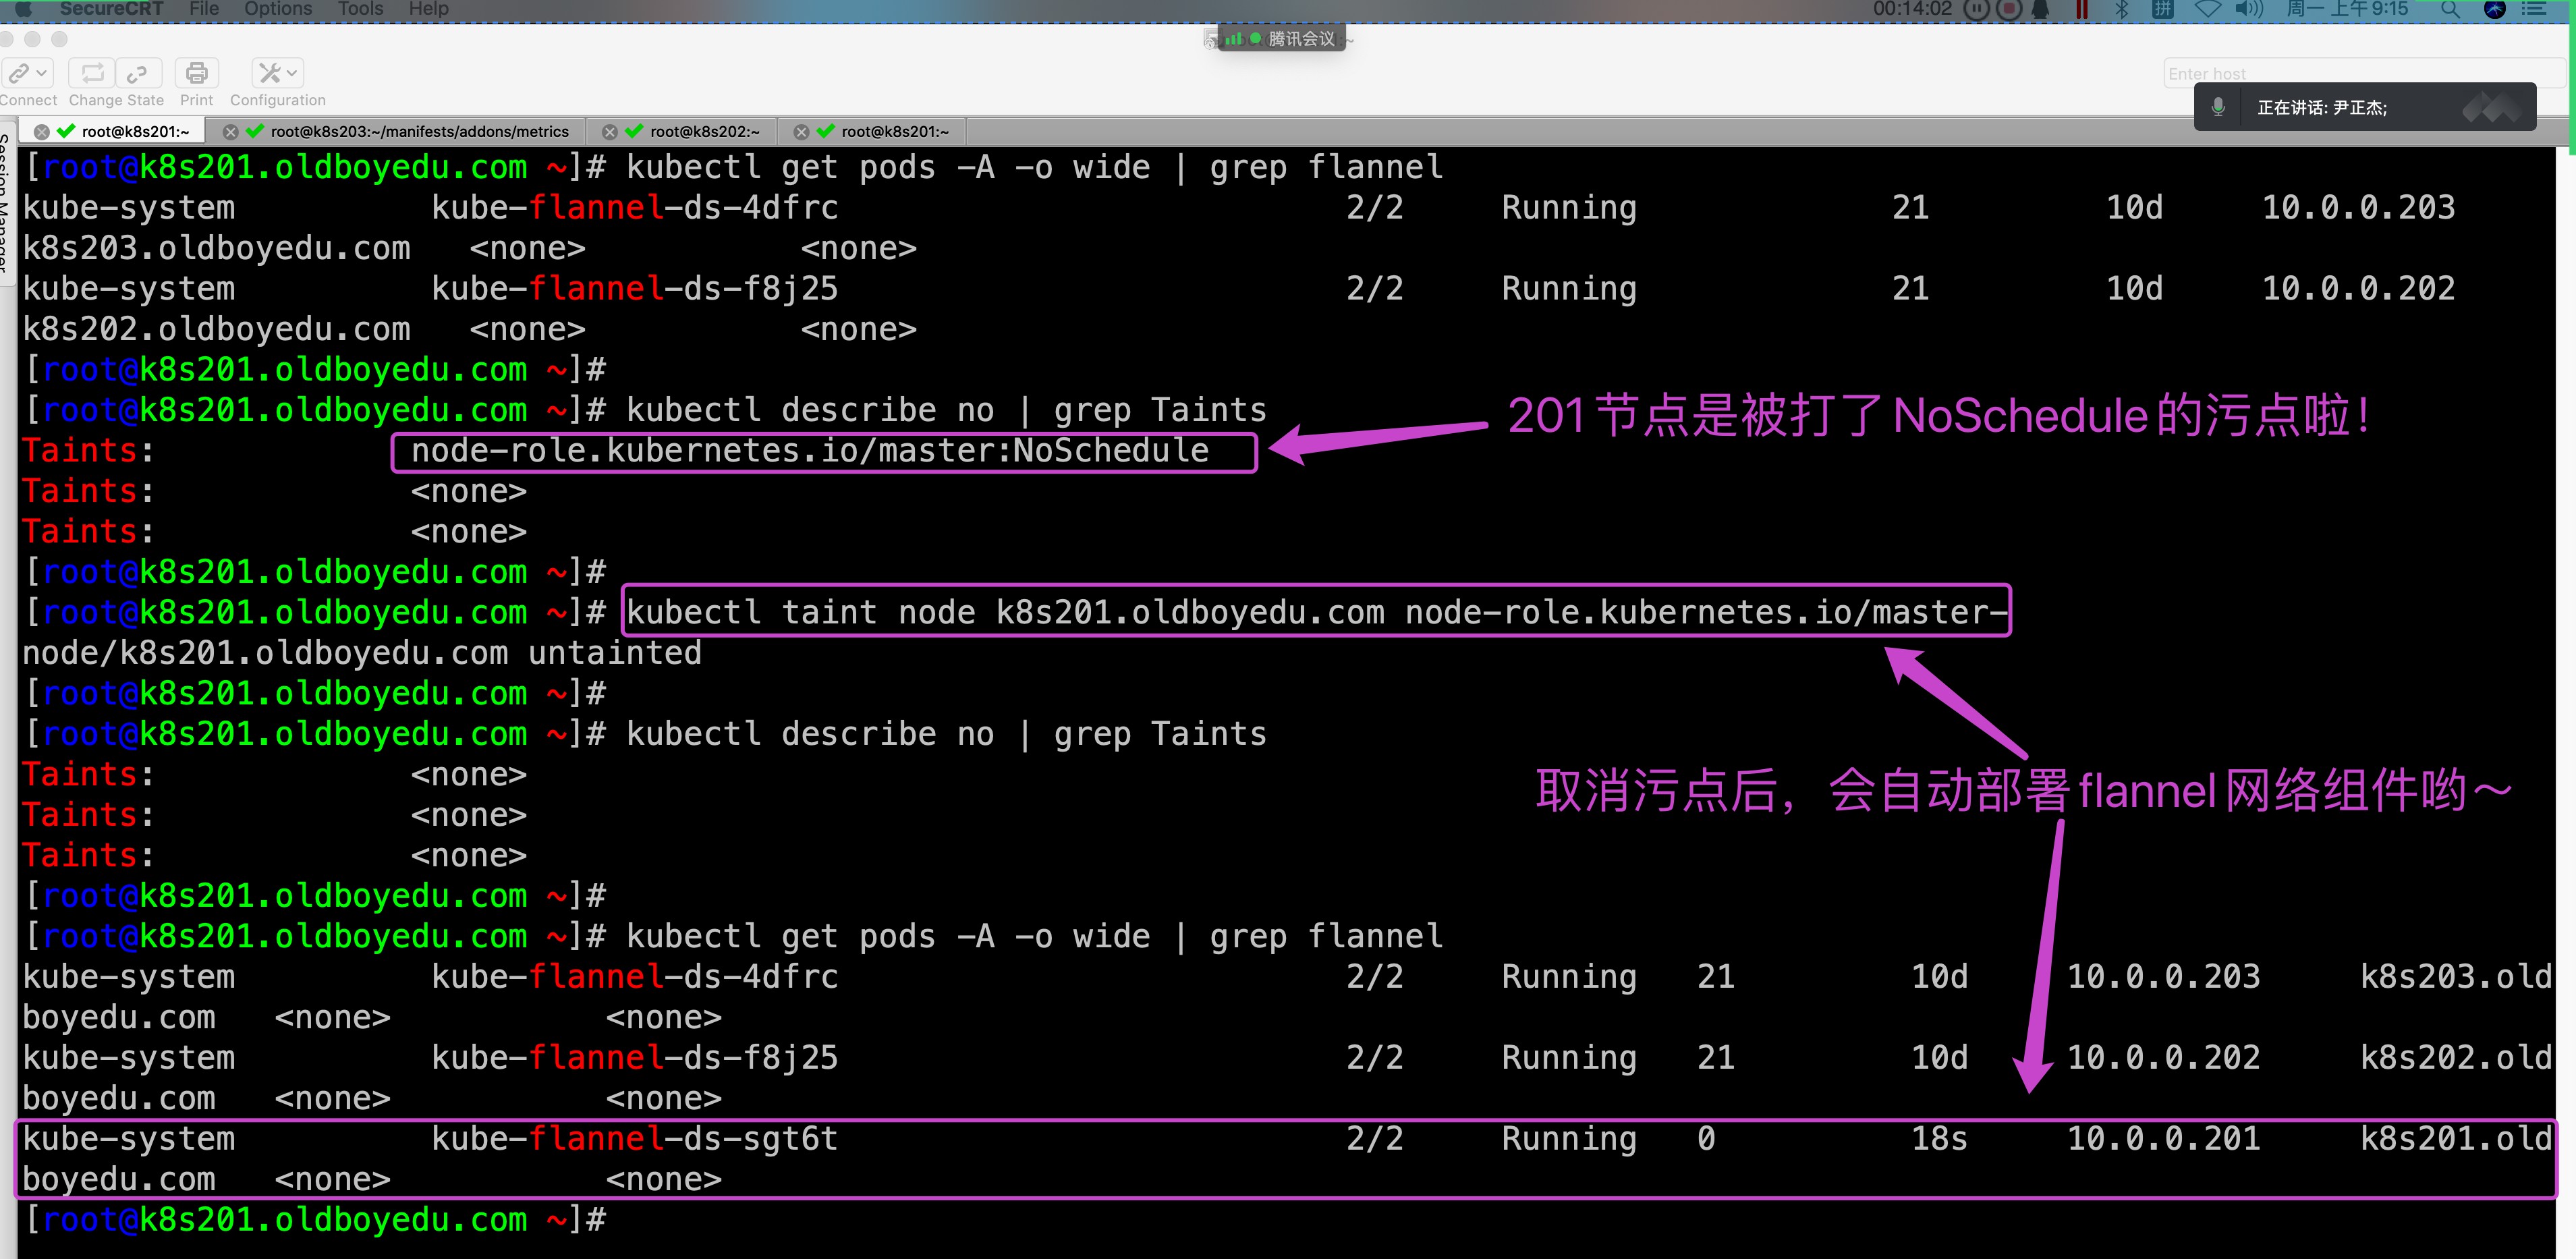 SecureCRT File Options Tools Help 00:14:02 拼 周一上午9:15
腾讯会议
Enter host
Connect Change State Print Configuration
正在讲话: 尹正杰;
Session Manager
root@k8s201:~ root@k8s203:~/manifests/addons/metrics root@k8s202:~ root@k8s201:~
[root@k8s201.oldboyedu.com ~]# kubectl get pods -A -o wide | grep flannel
kube-system kube-flannel-ds-4dfrc 2/2 Running 21 10d 10.0.0.203
k8s203.oldboyedu.com <none> <none>
kube-system kube-flannel-ds-f8j25 2/2 Running 21 10d 10.0.0.202
k8s202.oldboyedu.com <none> <none>
[root@k8s201.oldboyedu.com ~]#
[root@k8s201.oldboyedu.com ~]# kubectl describe no | grep Taints
201节点是被打了NoSchedule的污点啦!
Taints: node-role.kubernetes.io/master:NoSchedule
Taints: <none>
Taints: <none>
[root@k8s201.oldboyedu.com ~]#
[root@k8s201.oldboyedu.com ~]# kubectl taint node k8s201.oldboyedu.com node-role.kubernetes.io/master-
node/k8s201.oldboyedu.com untainted
[root@k8s201.oldboyedu.com ~]#
[root@k8s201.oldboyedu.com ~]# kubectl describe no | grep Taints
Taints: <none>
取消污点后，会自动部署flannel网络组件哟～
Taints: <none>
Taints: <none>
[root@k8s201.oldboyedu.com ~]#
[root@k8s201.oldboyedu.com ~]# kubectl get pods -A -o wide | grep flannel
kube-system kube-flannel-ds-4dfrc 2/2 Running 21 10d 10.0.0.203 k8s203.old
boyedu.com <none> <none>
kube-system kube-flannel-ds-f8j25 2/2 Running 21 10d 10.0.0.202 k8s202.old
boyedu.com <none> <none>
kube-system kube-flannel-ds-sgt6t 2/2 Running 0 18s 10.0.0.201 k8s201.old
boyedu.com <none> <none>
[root@k8s201.oldboyedu.com ~]#